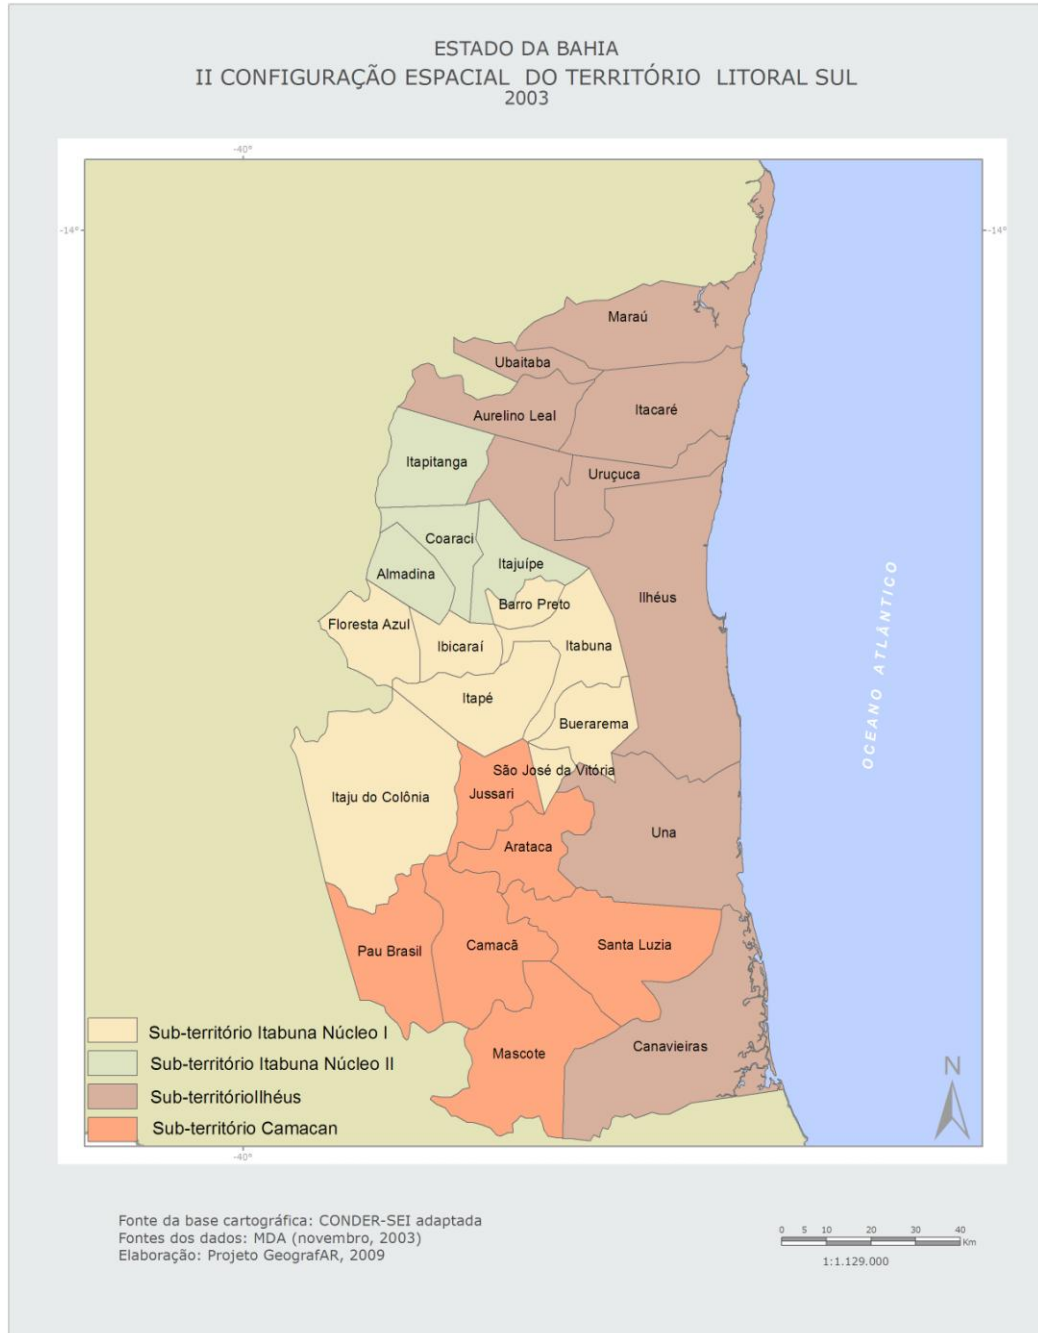 ESTADO DA BAHIA
II CONFIGURAÇÃO ESPACIAL DO TERRITÓRIO LITORAL SUL
2003
-40°
-14°
-14°
Maraú
Ubaitaba
Itacaré
Aurelino Leal
Itapitanga
Uruçuca
Coaraci
Itajuípe
Almadina
Ilhéus
Barro Preto
Floresta Azul
Ibicaraí
Itabuna
Itapé
Buerarema
São José da Vitória
Itaju do Colônia
Jussari
Una
Arataca
Pau Brasil
Camacã
Santa Luzia
Mascote
Canavieiras
OCEANO ATLÂNTICO
Sub-território Itabuna Núcleo I
Sub-território Itabuna Núcleo II
Sub-territórioIlhéus
Sub-território Camacan
N
-40°
Fonte da base cartográfica: CONDER-SEI adaptada
Fontes dos dados: MDA (novembro, 2003)
Elaboração: Projeto GeografAR, 2009
0 5 10 20 30 40
Km
1:1.129.000